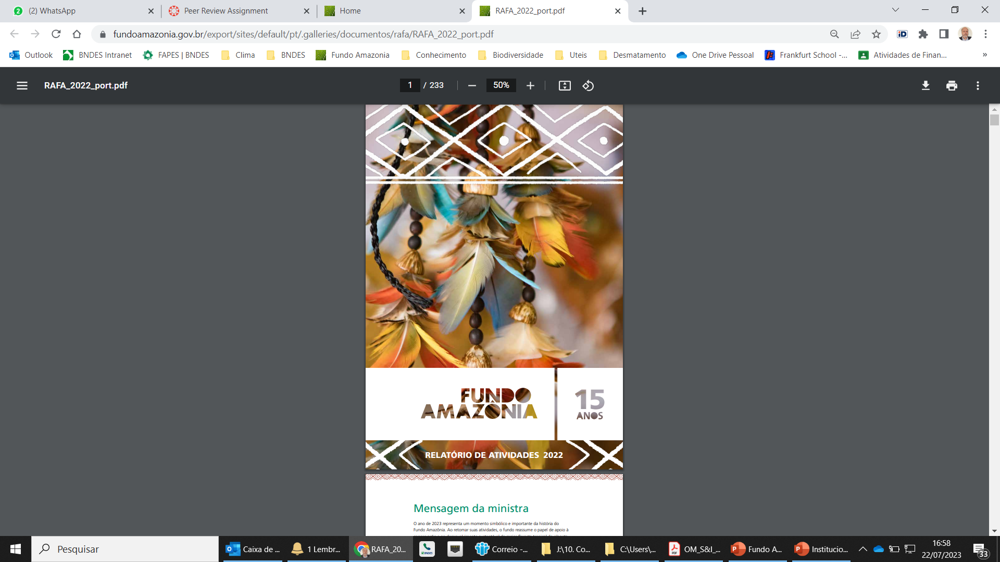 (2) WhatsApp
Peer Review Assignment
Home
RAFA_2022_port.pdf
fundoamazonia.gov.br/export/sites/default/pt/.galleries/documentos/rafa/RAFA_2022_port.pdf
iD
Outlook
BNDES Intranet
FAPES | BNDES
Clima
BNDES
Fundo Amazonia
Conhecimento
Biodiversidade
Uteis
Desmatamento
One Drive Pessoal
Frankfurt School -...
Atividades de Finan...
»
RAFA_2022_port.pdf
1 / 233
50%
FUNDO
AMAZÔNIA
15
ANOS
RELATÓRIO DE ATIVIDADES 2022
Mensagem da ministra
O ano de 2023 representa um momento simbólico e importante da história do
Fundo Amazônia. Ao retomar suas atividades, o fundo reassume o papel de apoio à
Pesquisar
Caixa de ...
1 Lembr...
RAFA_20...
BNDES
Correio -...
J:\10. Co...
C:\Users\...
OM_S&I_...
Fundo A...
Institucio...
16:58
22/07/2023
33